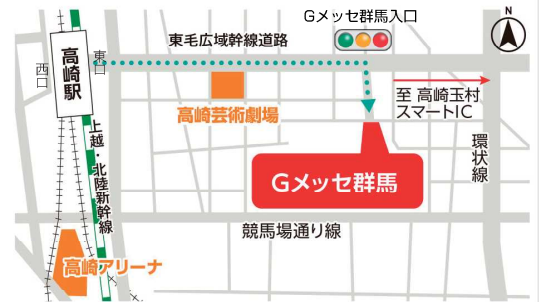 Gメッセ群馬入口
N
東毛広域幹線道路
高崎駅
西口
東口
高崎芸術劇場
至 高崎玉村
スマートIC
上越・北陸新幹線
Gメッセ群馬
環状線
競馬場通り線
高崎アリーナ